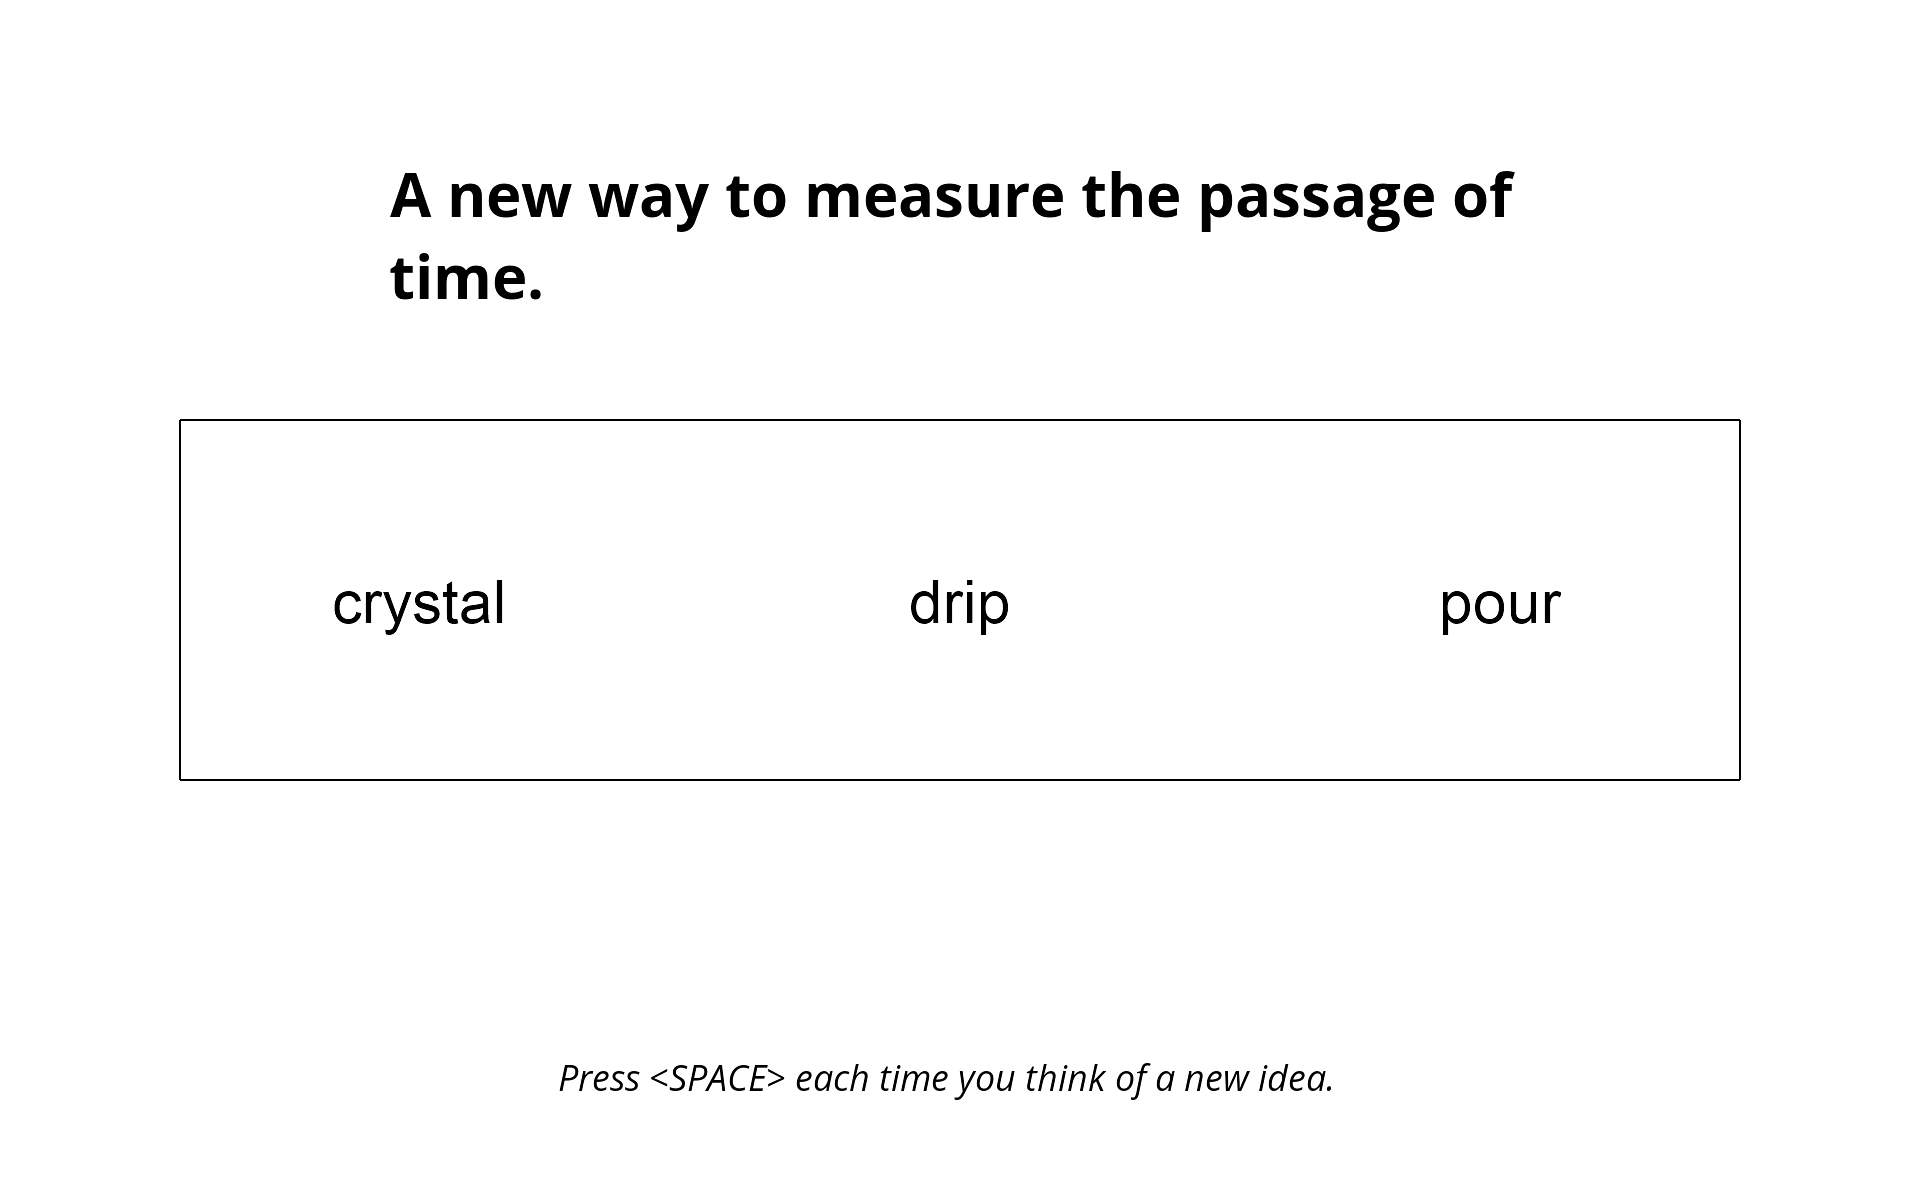 A new way to measure the passage of
time.
crystal drip pour
Press <SPACE> each time you think of a new idea.